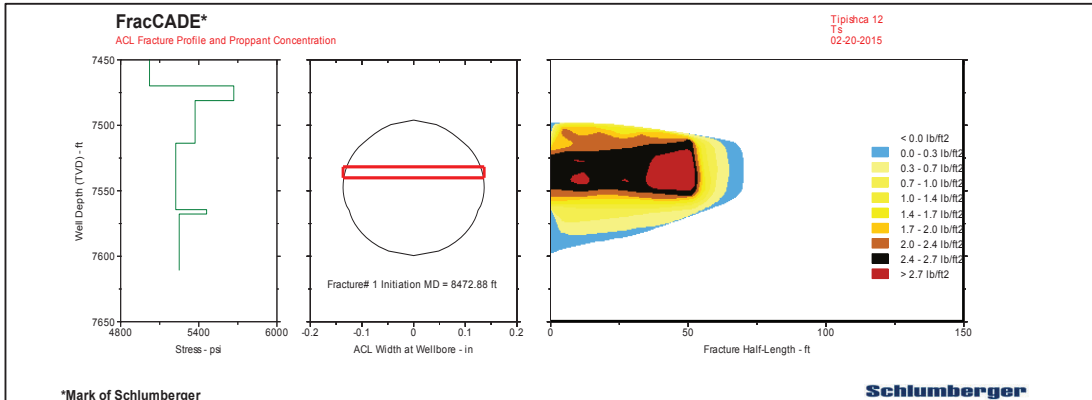 FracCADE*
ACL Fracture Profile and Proppant Concentration
Tipishca 12
Ts
02-20-2015
Well Depth (TVD) - ft
7450
7500
7550
7600
7650
4800
5400
6000
Stress - psi
Fracture# 1 Initiation MD = 8472.88 ft
-0.2
-0.1
0
0.1
0.2
ACL Width at Wellbore - in
< 0.0 lb/ft2
0.0 - 0.3 lb/ft2
0.3 - 0.7 lb/ft2
0.7 - 1.0 lb/ft2
1.0 - 1.4 lb/ft2
1.4 - 1.7 lb/ft2
1.7 - 2.0 lb/ft2
2.0 - 2.4 lb/ft2
2.4 - 2.7 lb/ft2
> 2.7 lb/ft2
0
50
100
150
Fracture Half-Length - ft
*Mark of Schlumberger
Schlumberger